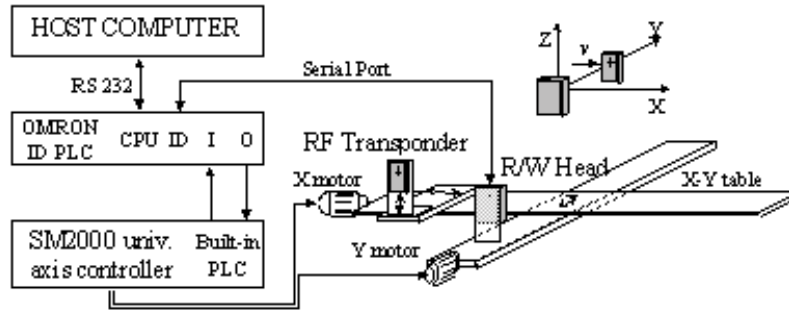 HOST COMPUTER
RS 232
Serial Port
OMRON
ID PLC
CPU ID I O
SM2000 univ.
axis controller
Built-in
PLC
RF Transponder
X motor
R/W Head
X-Y table
Y motor
Z
v
Y
X